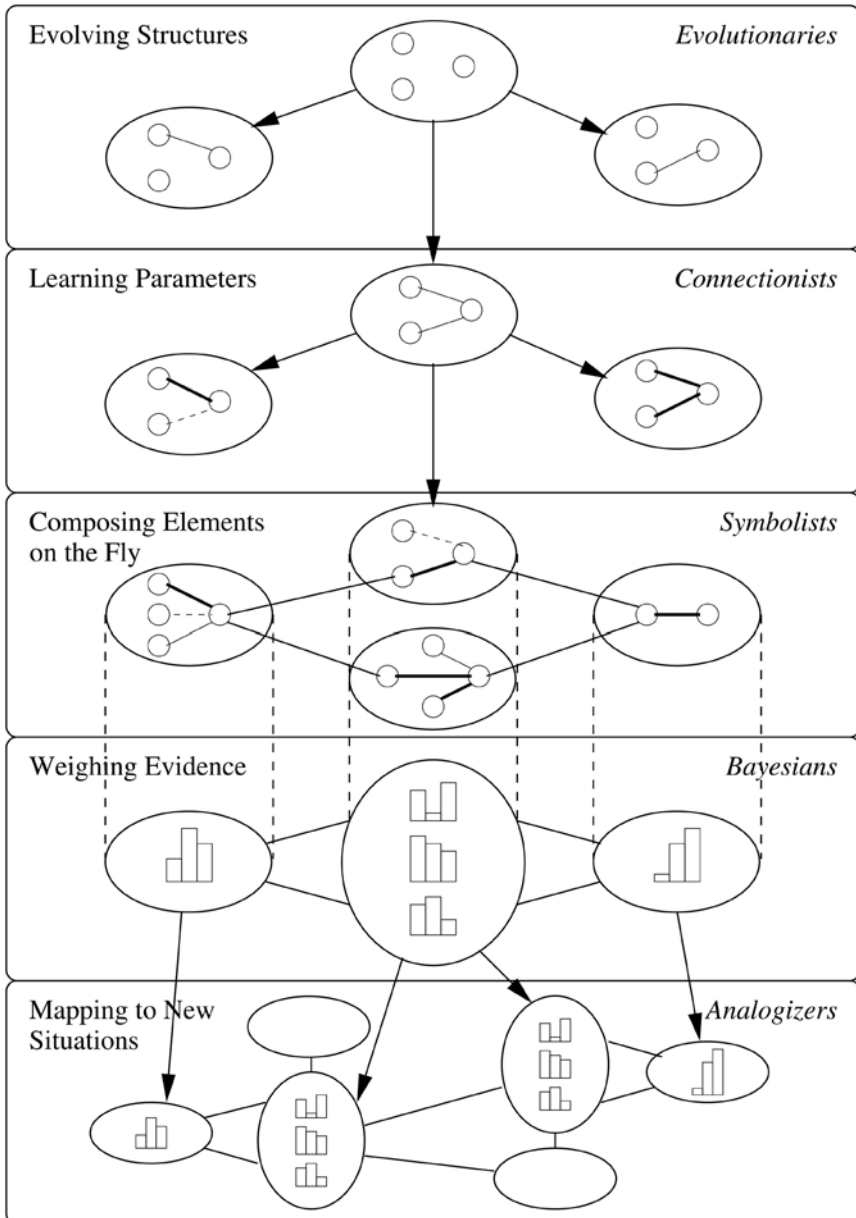 Evolving Structures
Evolutionaries
Learning Parameters
Connectionists
Composing Elements
on the Fly
Symbolists
Weighing Evidence
Bayesians
Mapping to New
Situations
Analogizers